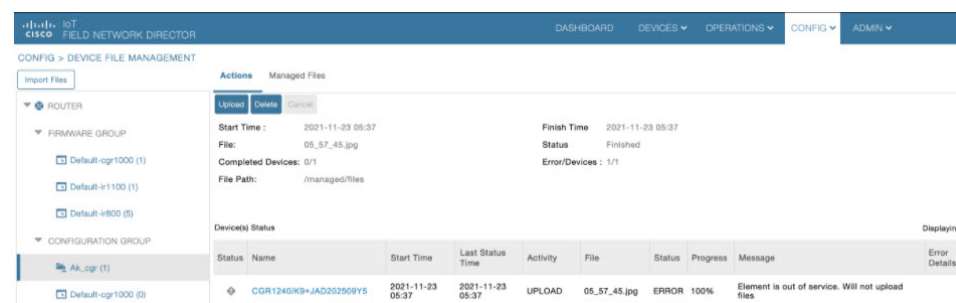 IoT
CISCO FIELD NETWORK DIRECTOR
DASHBOARD DEVICES OPERATIONS CONFIG ADMIN
CONFIG > DEVICE FILE MANAGEMENT
Import Files
Actions Managed Files
ROUTER
Upload Delete Cancel
FIRMWARE GROUP
Start Time : 2021-11-23 05:37 Finish Time 2021-11-23 05:37
File: 05_57_45.jpg Status Finished
Default-cgr1000 (1)
Completed Devices: 0/1 Error/Devices : 1/1
File Path: /managed/files
Default-ir1100 (1)
Default-ir800 (5)
Device(s) Status Displayin
CONFIGURATION GROUP
Status Name Start Time Last Status Time Activity File Status Progress Message Error Details
Ak_cgr (1)
Default-cgr1000 (0)
CGR1240/K9+JAD202509Y5 2021-11-23 05:37 2021-11-23 05:37 UPLOAD 05_57_45.jpg ERROR 100% Element is out of service. Will not upload files